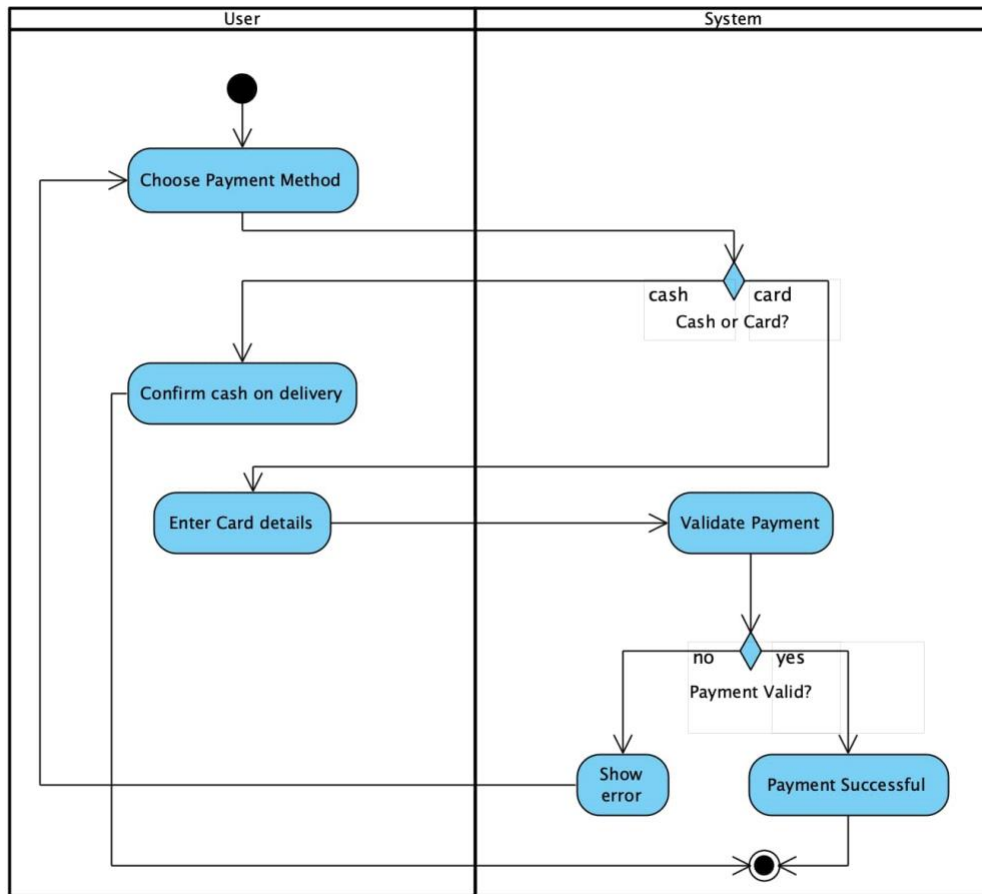 User
System
Choose Payment Method
cash
card
Cash or Card?
Confirm cash on delivery
Enter Card details
Validate Payment
no
yes
Payment Valid?
Show
error
Payment Successful